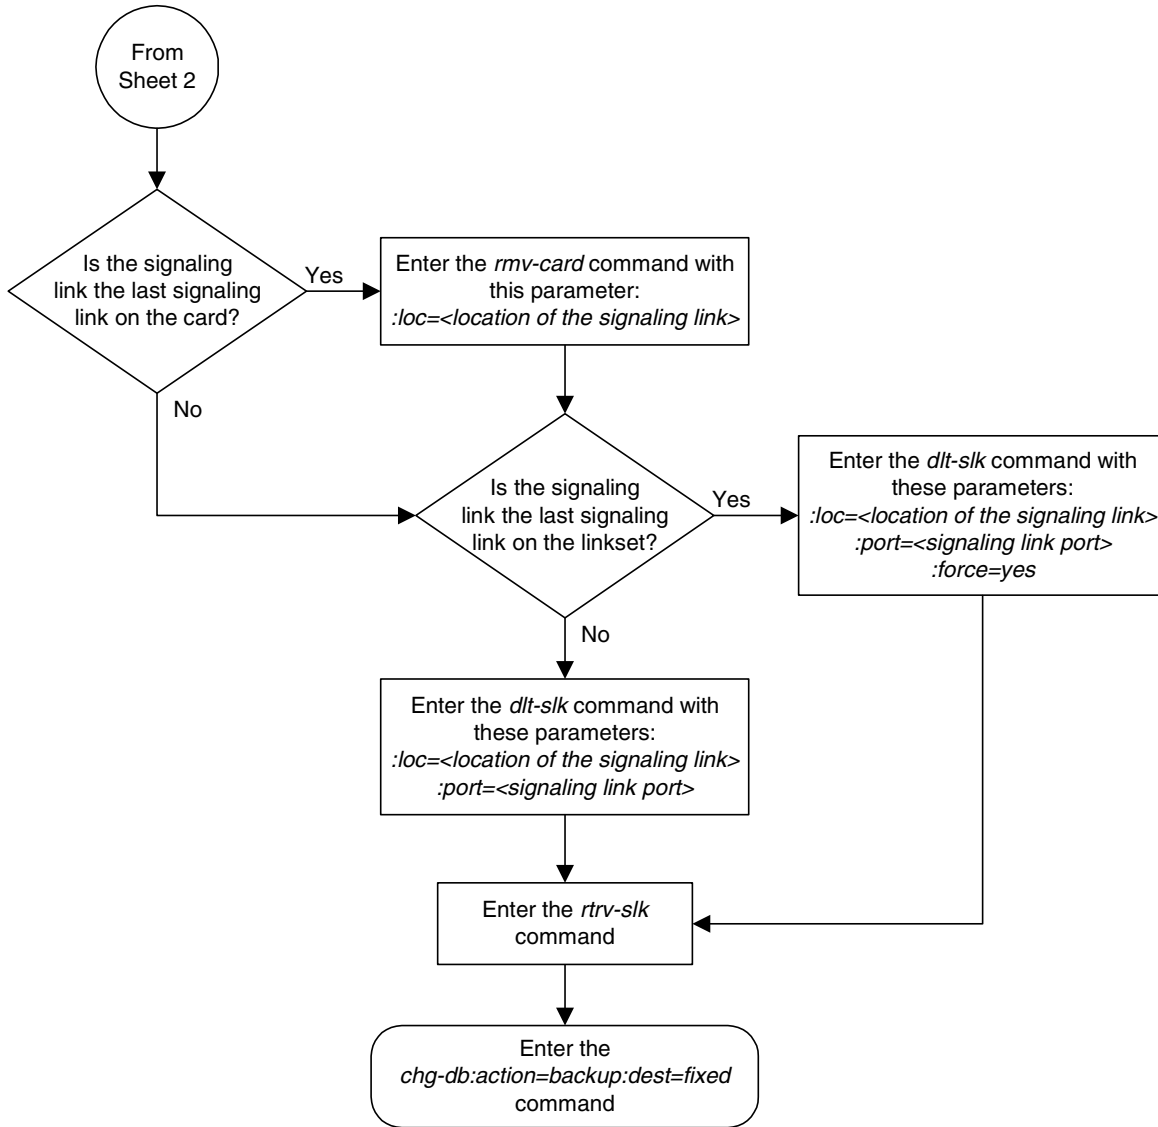 From
Sheet 2
Is the signaling
link the last signaling
link on the card?
Yes
Enter the rmv-card command with
this parameter:
:loc=<location of the signaling link>
No
Is the signaling
link the last signaling
link on the linkset?
Yes
Enter the dlt-slk command with
these parameters:
:loc=<location of the signaling link>
:port=<signaling link port>
:force=yes
No
Enter the dlt-slk command with
these parameters:
:loc=<location of the signaling link>
:port=<signaling link port>
Enter the rtrv-slk
command
Enter the
chg-db:action=backup:dest=fixed
command